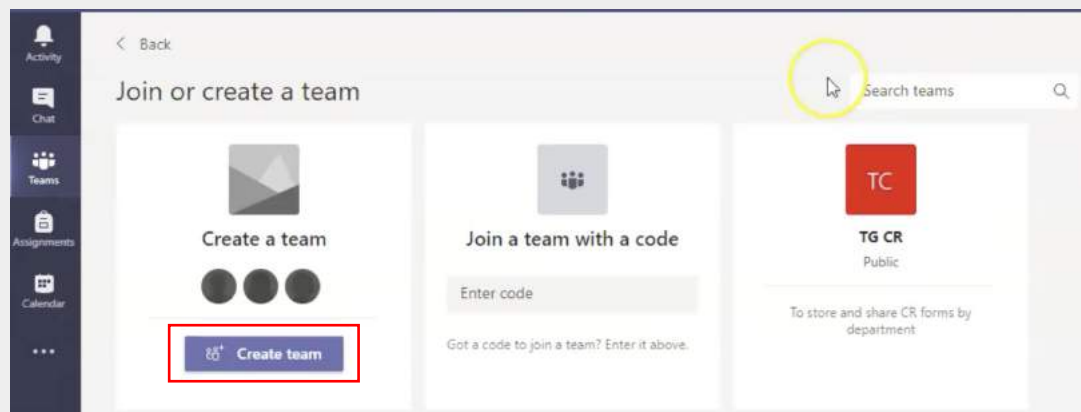 Activity
Chat
Teams
Assignments
Calendar
Back
Join or create a team
Search teams
Create a team
Create team
Join a team with a code
Enter code
Got a code to join a team? Enter it above.
TC
TG CR
Public
To store and share CR forms by
department